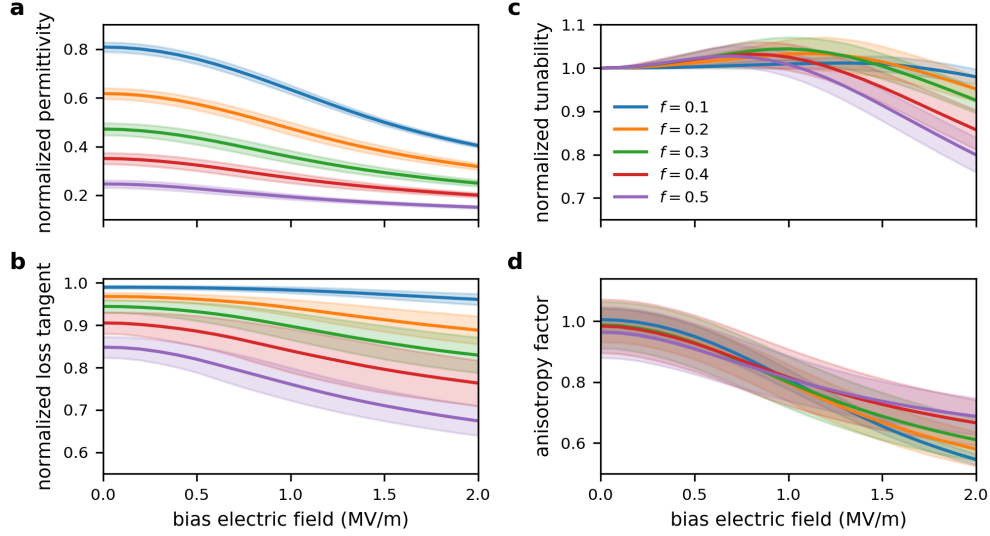 a
normalized permittivity
0.8
0.6
0.4
0.2
c
normalized tunability
1.1
1.0
0.9
0.8
0.7
f = 0.1
f = 0.2
f = 0.3
f = 0.4
f = 0.5
b
normalized loss tangent
1.0
0.9
0.8
0.7
0.6
0.0 0.5 1.0 1.5 2.0
bias electric field (MV/m)
d
anisotropy factor
1.0
0.8
0.6
0.0 0.5 1.0 1.5 2.0
bias electric field (MV/m)